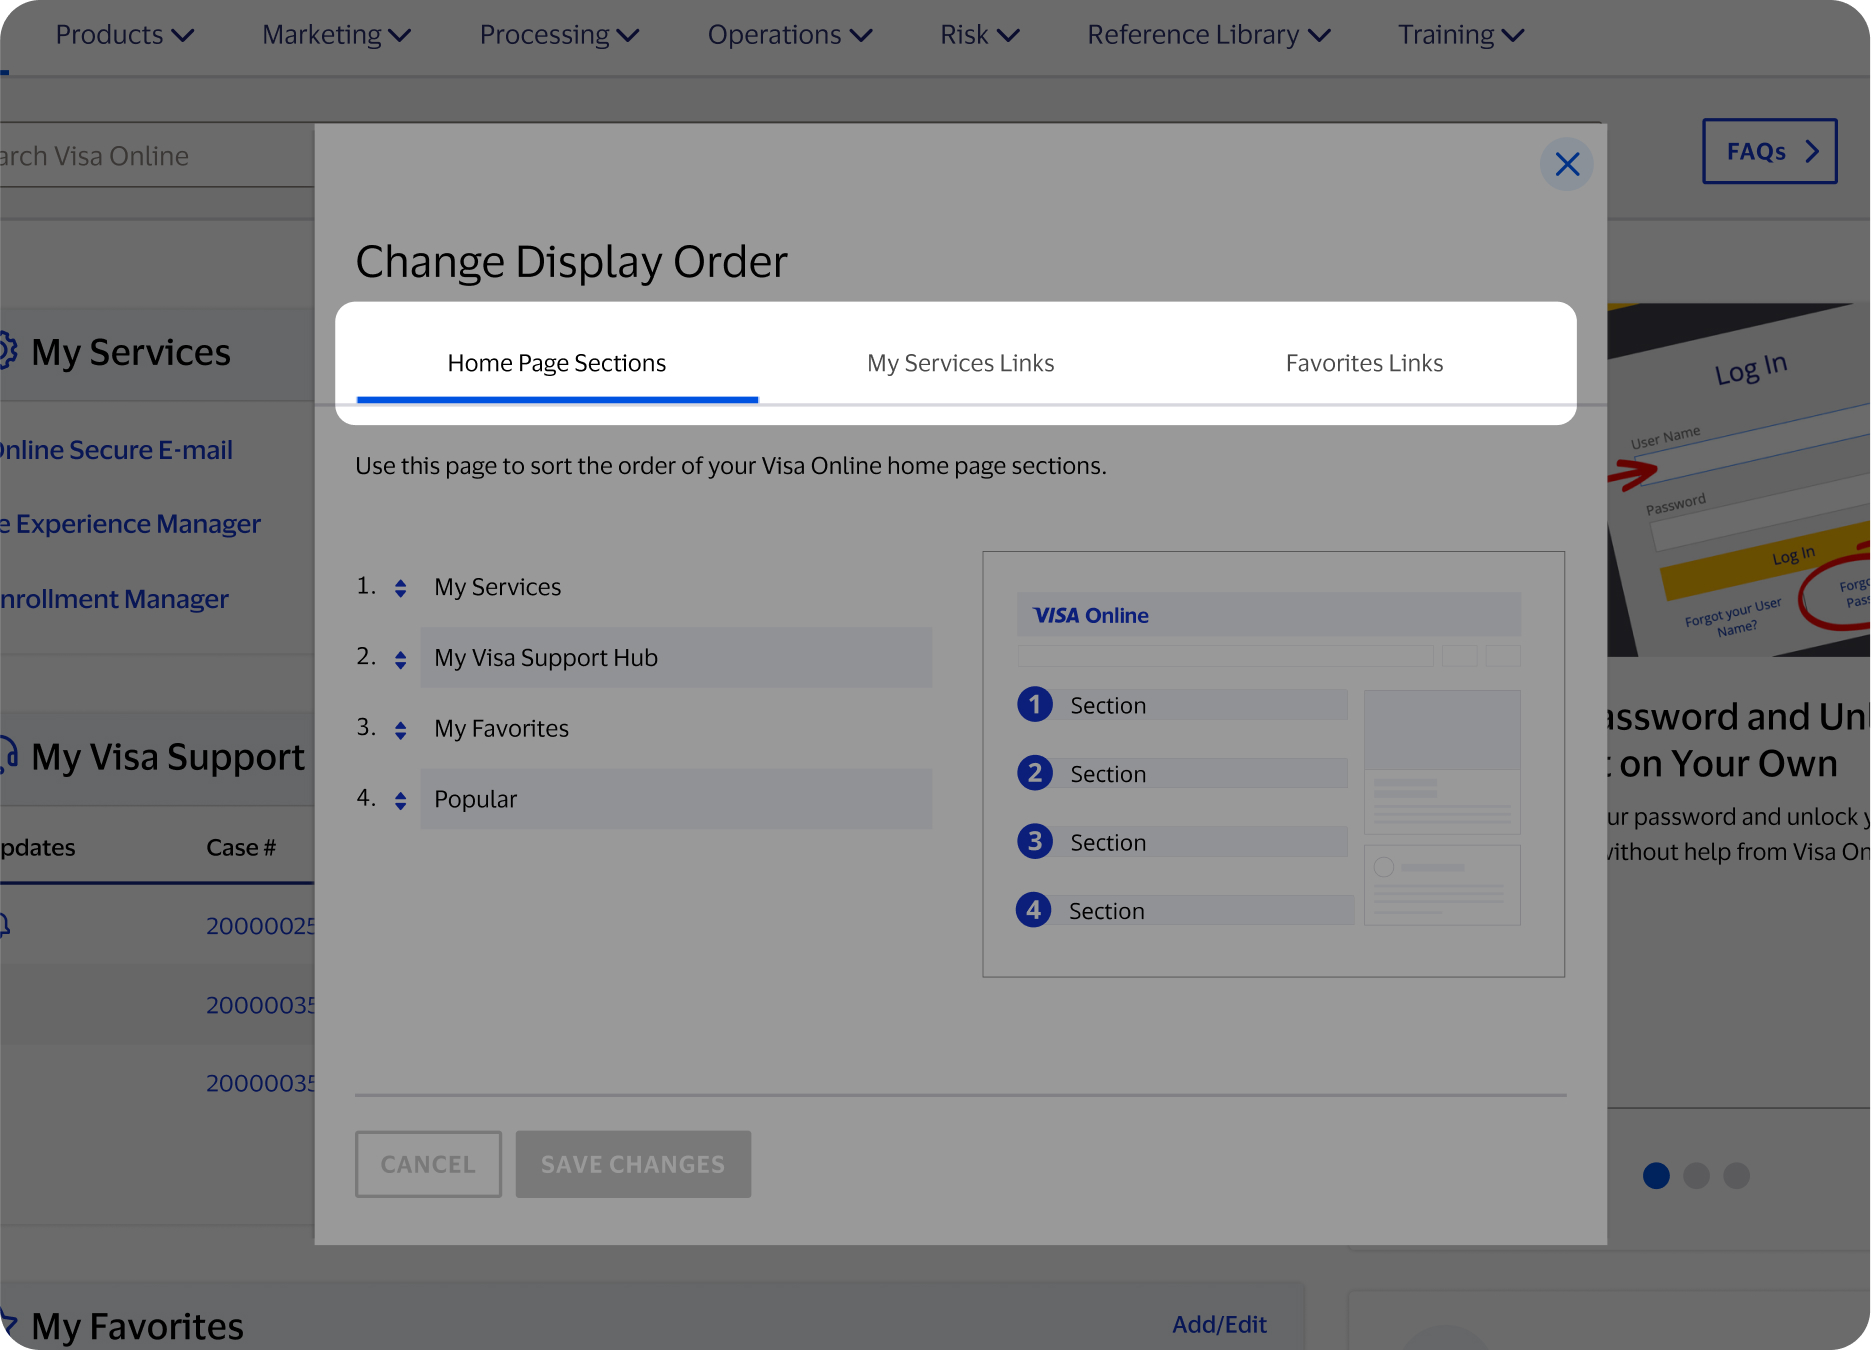 Products
Marketing
Processing
Operations
Risk
Reference Library
Training
arch Visa Online
FAQs
Change Display Order
Home Page Sections
My Services Links
Favorites Links
Use this page to sort the order of your Visa Online home page sections.
1. My Services
2. My Visa Support Hub
3. My Favorites
4. Popular
VISA Online
1 Section
2 Section
3 Section
4 Section
CANCEL
SAVE CHANGES
My Services
nline Secure E-mail
e Experience Manager
nrollment Manager
My Visa Support
pdates
Case #
20000025
20000035
20000035
My Favorites
Add/Edit
Log In
User Name
Password
Log In
Forgot your User
Name?
Forgo
Pass
assword and Unl
t on Your Own
ur password and unlock y
without help from Visa On